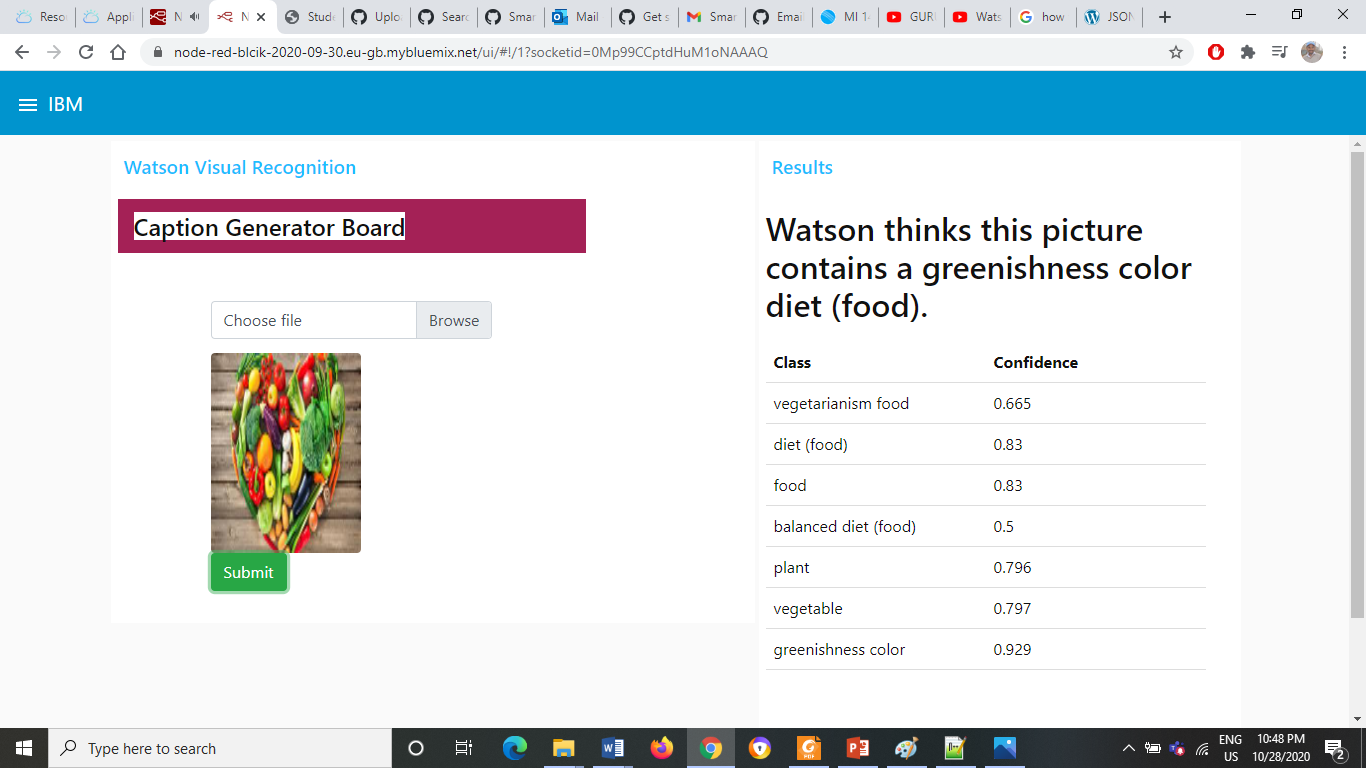 Reso
Appli
N
N
Stude
Uplo
Searc
Smar
Mail
Get s
Smar
Email
MI 14
GURI
Wats
how
JSON
node-red-blcik-2020-09-30.eu-gb.mybluemix.net/ui/#!/1?socketid=0Mp99CCptdHuM1oNAAAQ
IBM
Watson Visual Recognition
Caption Generator Board
Choose file Browse
Submit
Results
Watson thinks this picture
contains a greenishness color
diet (food).
Class Confidence
vegetarianism food 0.665
diet (food) 0.83
food 0.83
balanced diet (food) 0.5
plant 0.796
vegetable 0.797
greenishness color 0.929
Type here to search
ENG
US
10:48 PM
10/28/2020
2